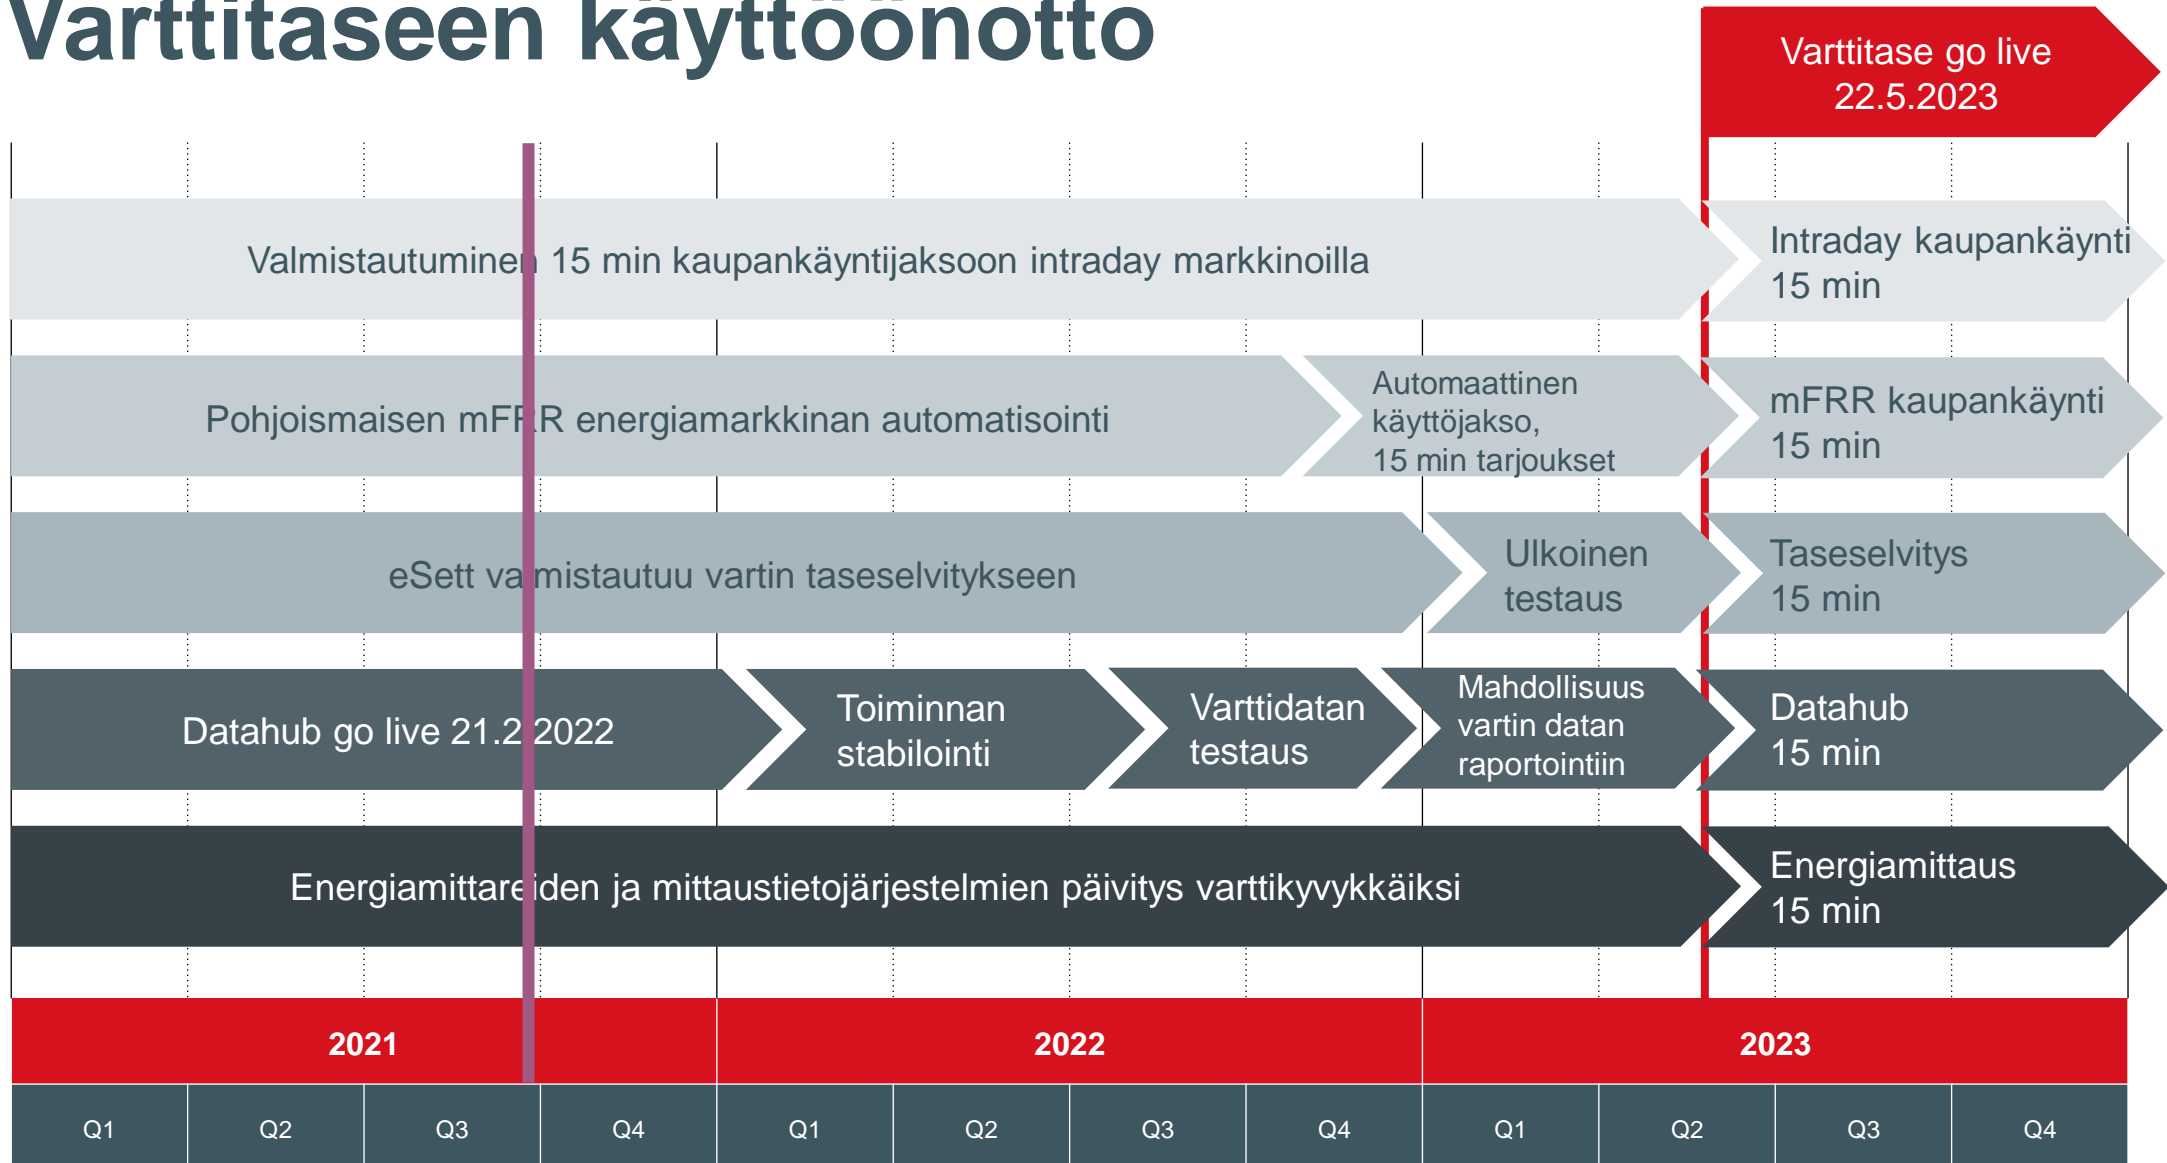 Varttitaseen käyttöönotto
Varttitase go live
22.5.2023
Valmistautuminen 15 min kaupankäyntijaksoon intraday markkinoilla
Intraday kaupankäynti
15 min
Pohjoismaisen mFRR energiamarkkinan automatisointi
Automaattinen
käyttöjakso,
15 min tarjoukset
mFRR kaupankäynti
15 min
eSett valmistautuu vartin taseselvitykseen
Ulkoinen
testaus
Taseselvitys
15 min
Datahub go live 21.2.2022
Toiminnan
stabilointi
Varttidatan
testaus
Mahdollisuus
vartin datan
raportointiin
Datahub
15 min
Energiamittareiden ja mittaustietojärjestelmien päivitys varttikyvykkäiksi
Energiamittaus
15 min
2021 2022 2023
Q1 Q2 Q3 Q4 Q1 Q2 Q3 Q4 Q1 Q2 Q3 Q4